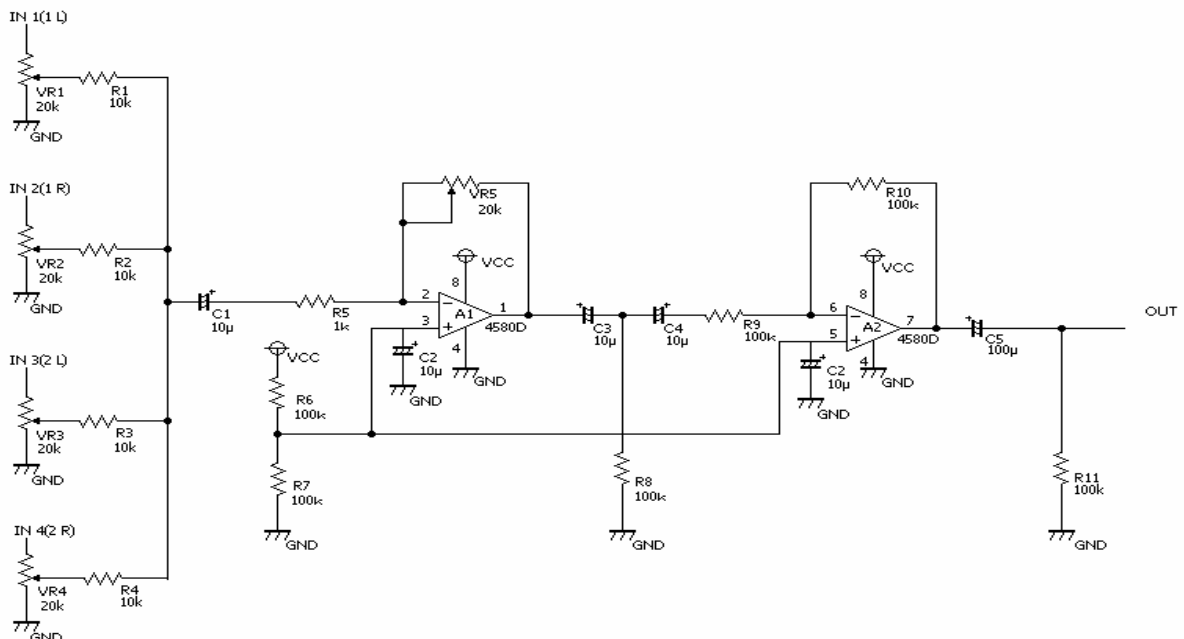 IN 1(1 L)
VR1
20k
R1
10k
GND
IN 2(1 R)
VR2
20k
R2
10k
GND
IN 3(2 L)
VR3
20k
R3
10k
GND
IN 4(2 R)
VR4
20k
R4
10k
GND
C1
10μ
R5
1k
VCC
R6
100k
R7
100k
GND
VR5
20k
VCC
8
2
3
A1
1
4580D
4
GND
C2
10μ
GND
C3
10μ
C4
10μ
R8
100k
GND
R9
100k
R10
100k
VCC
8
6
5
A2
7
4580D
4
GND
C2
10μ
GND
C5
100μ
OUT
R11
100k
GND